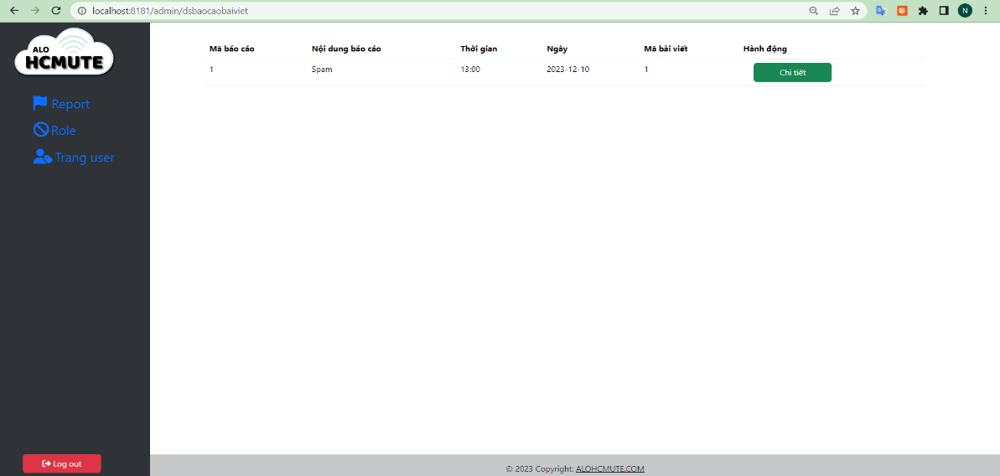 localhost:8181/admin/dsbaocaobaiviet
N
ALO
HCMUTE
Report
Role
Trang user
Log out
Mã báo cáo Nội dung báo cáo Thời gian Ngày Mã bài viết Hành động
1 Spam 13:00 2023-12-10 1 Chi tiết
© 2023 Copyright: ALOHCMUTE.COM